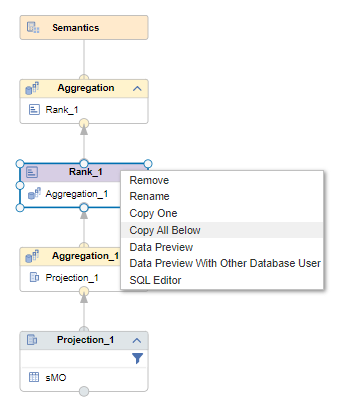 Semantics
Aggregation
Rank_1
Rank_1
Aggregation_1
Remove
Rename
Copy One
Copy All Below
Data Preview
Data Preview With Other Database User
SQL Editor
Aggregation_1
Projection_1
Projection_1
sMO